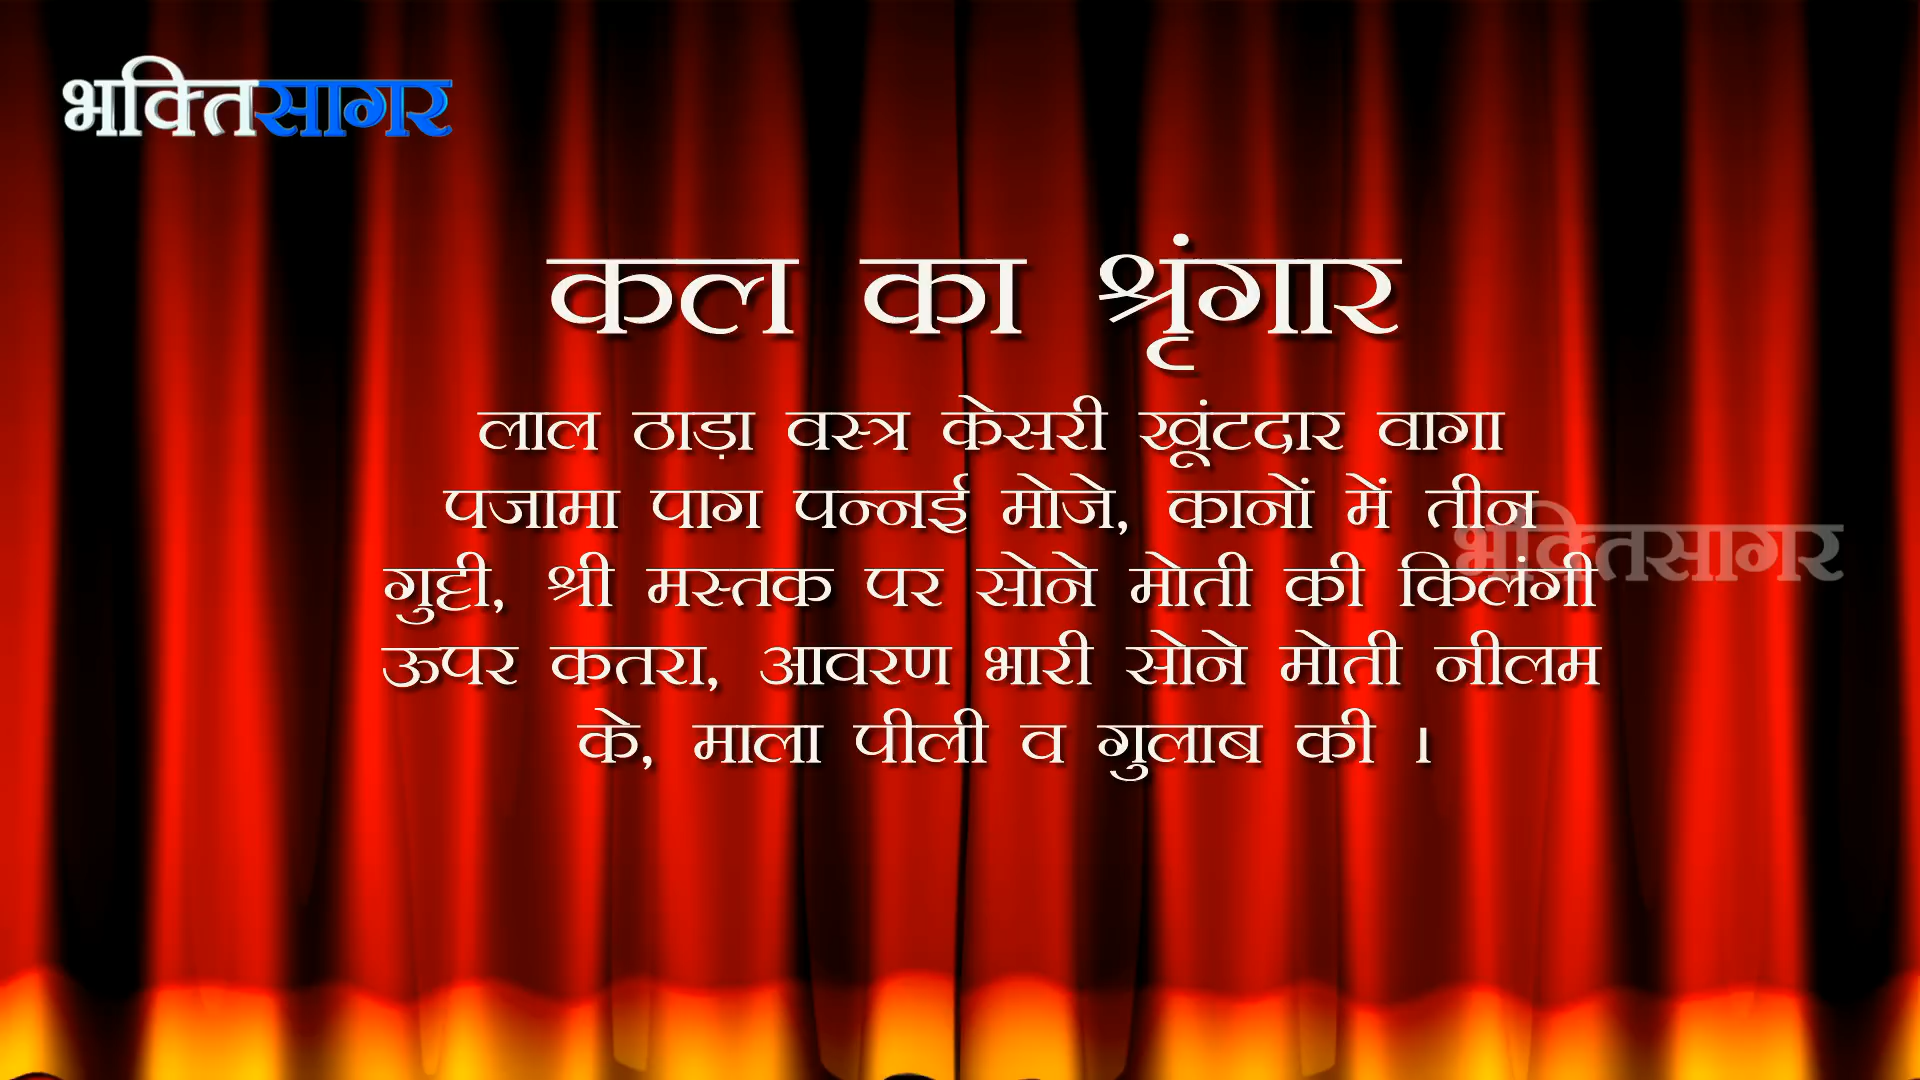 भक्तिसागर
कल का श्रृंगार
लाल ठाड़ा वस्त्र केसरी खूंटदार वागा
पजामा पाग पन्नई मोजे, कानों में तीन
गुद्दी, श्री मस्तक पर सोने मोती की किलंगी
भक्तिसागर
ऊपर कतरा, आवरण भारी सोने मोती नीलम
के, माला पीली व गुलाब की ।